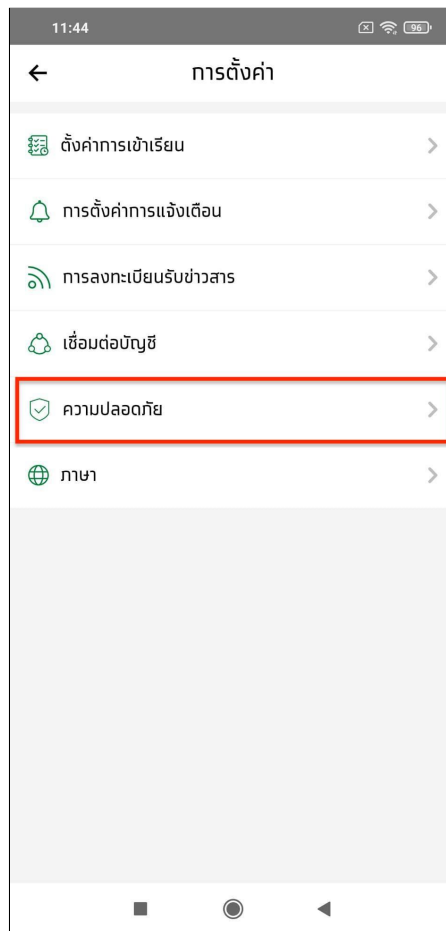 11:44
96
การตั้งค่า
ตั้งค่าการเข้าเรียน
การตั้งค่าการแจ้งเตือน
การลงทะเบียนรับข่าวสาร
เชื่อมต่อบัญชี
ความปลอดภัย
ภาษา